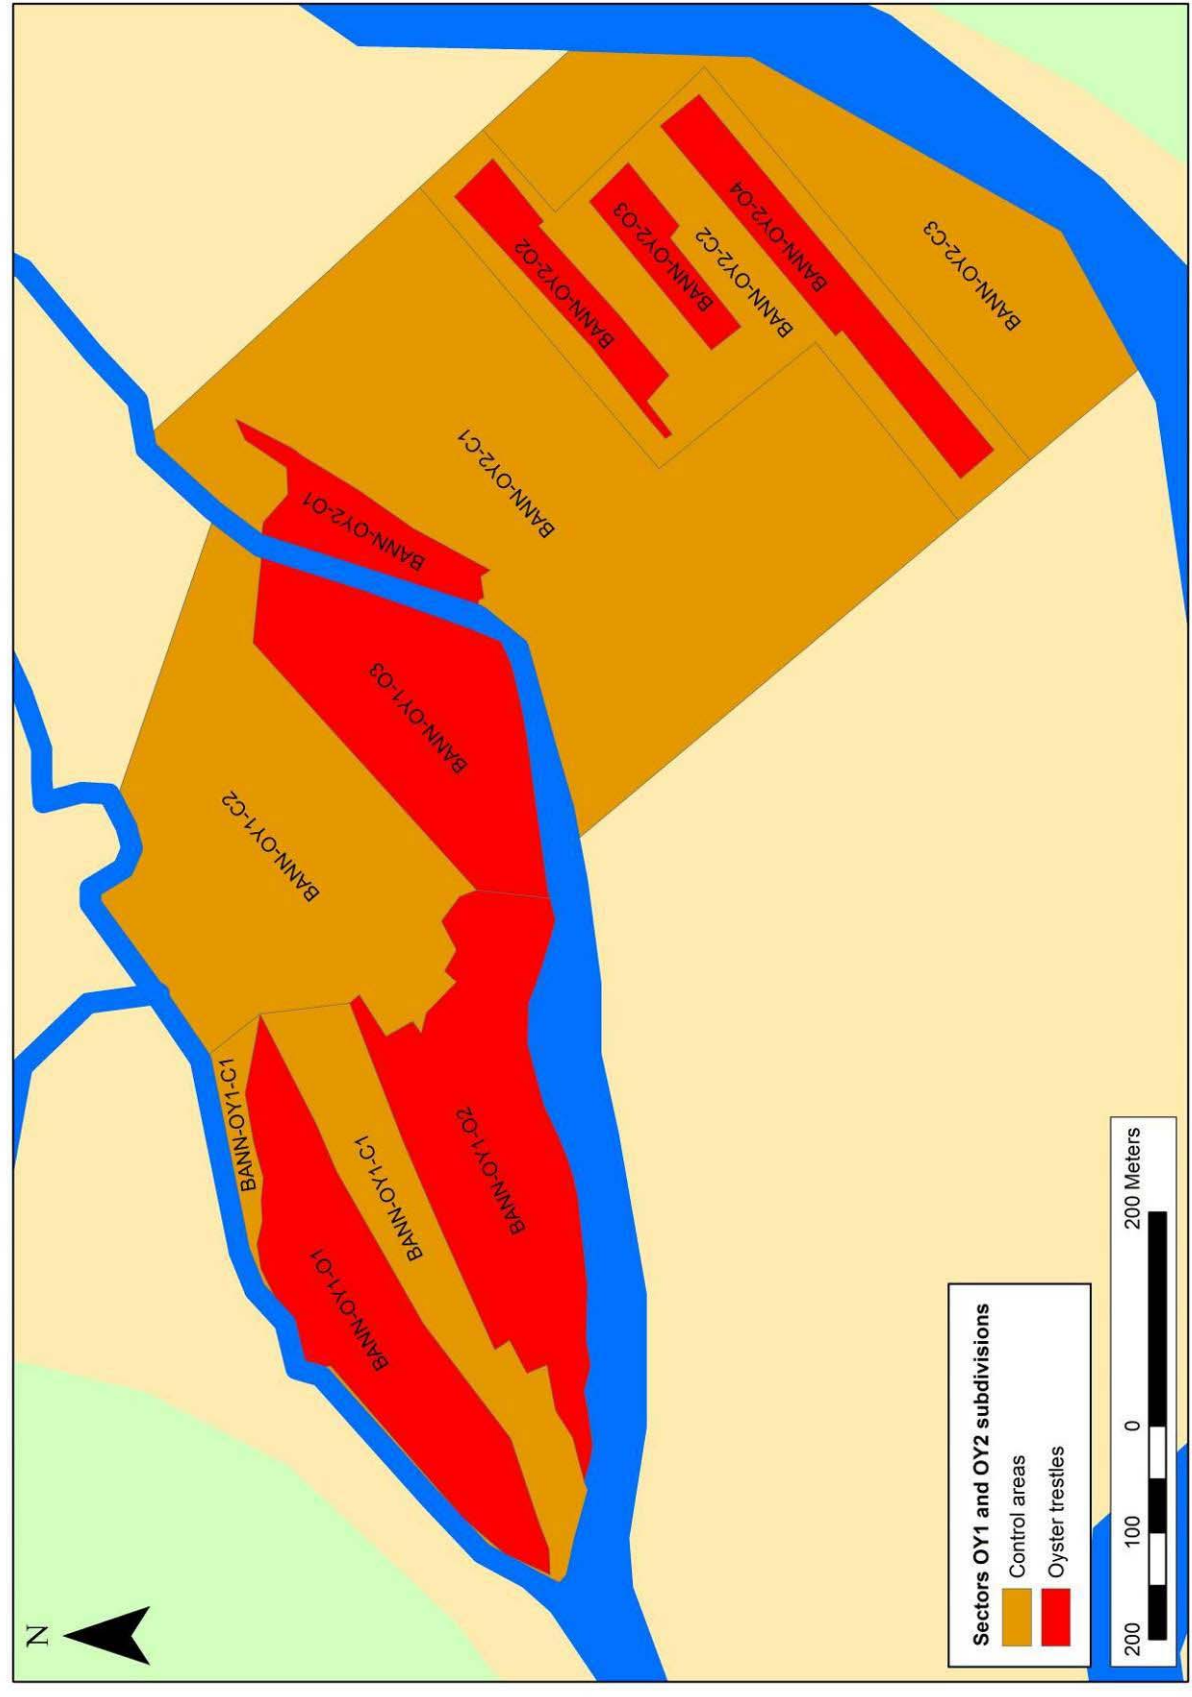 N
BANN-OY1-C1
BANN-OY1-O1
BANN-OY1-C1
BANN-OY1-O2
BANN-OY1-C2
BANN-OY1-O3
BANN-OY2-O1
BANN-OY2-C1
BANN-OY2-O2
BANN-OY2-O3
BANN-OY2-C2
BANN-OY2-O4
BANN-OY2-C3
Sectors OY1 and OY2 subdivisions
Control areas
Oyster trestles
200 100 0 200 Meters